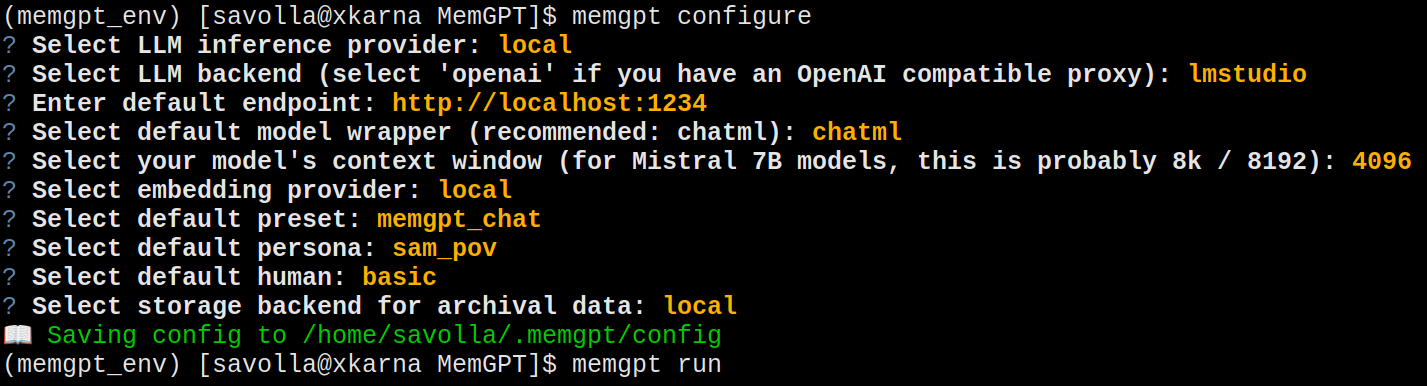 (memgpt_env) [savolla@xkarna MemGPT]$ memgpt configure
? Select LLM inference provider: local
? Select LLM backend (select 'openai' if you have an OpenAI compatible proxy): lmstudio
? Enter default endpoint: http://localhost:1234
? Select default model wrapper (recommended: chatml): chatml
? Select your model's context window (for Mistral 7B models, this is probably 8k / 8192): 4096
? Select embedding provider: local
? Select default preset: memgpt_chat
? Select default persona: sam_pov
? Select default human: basic
? Select storage backend for archival data: local
📖 Saving config to /home/savolla/.memgpt/config
(memgpt_env) [savolla@xkarna MemGPT]$ memgpt run